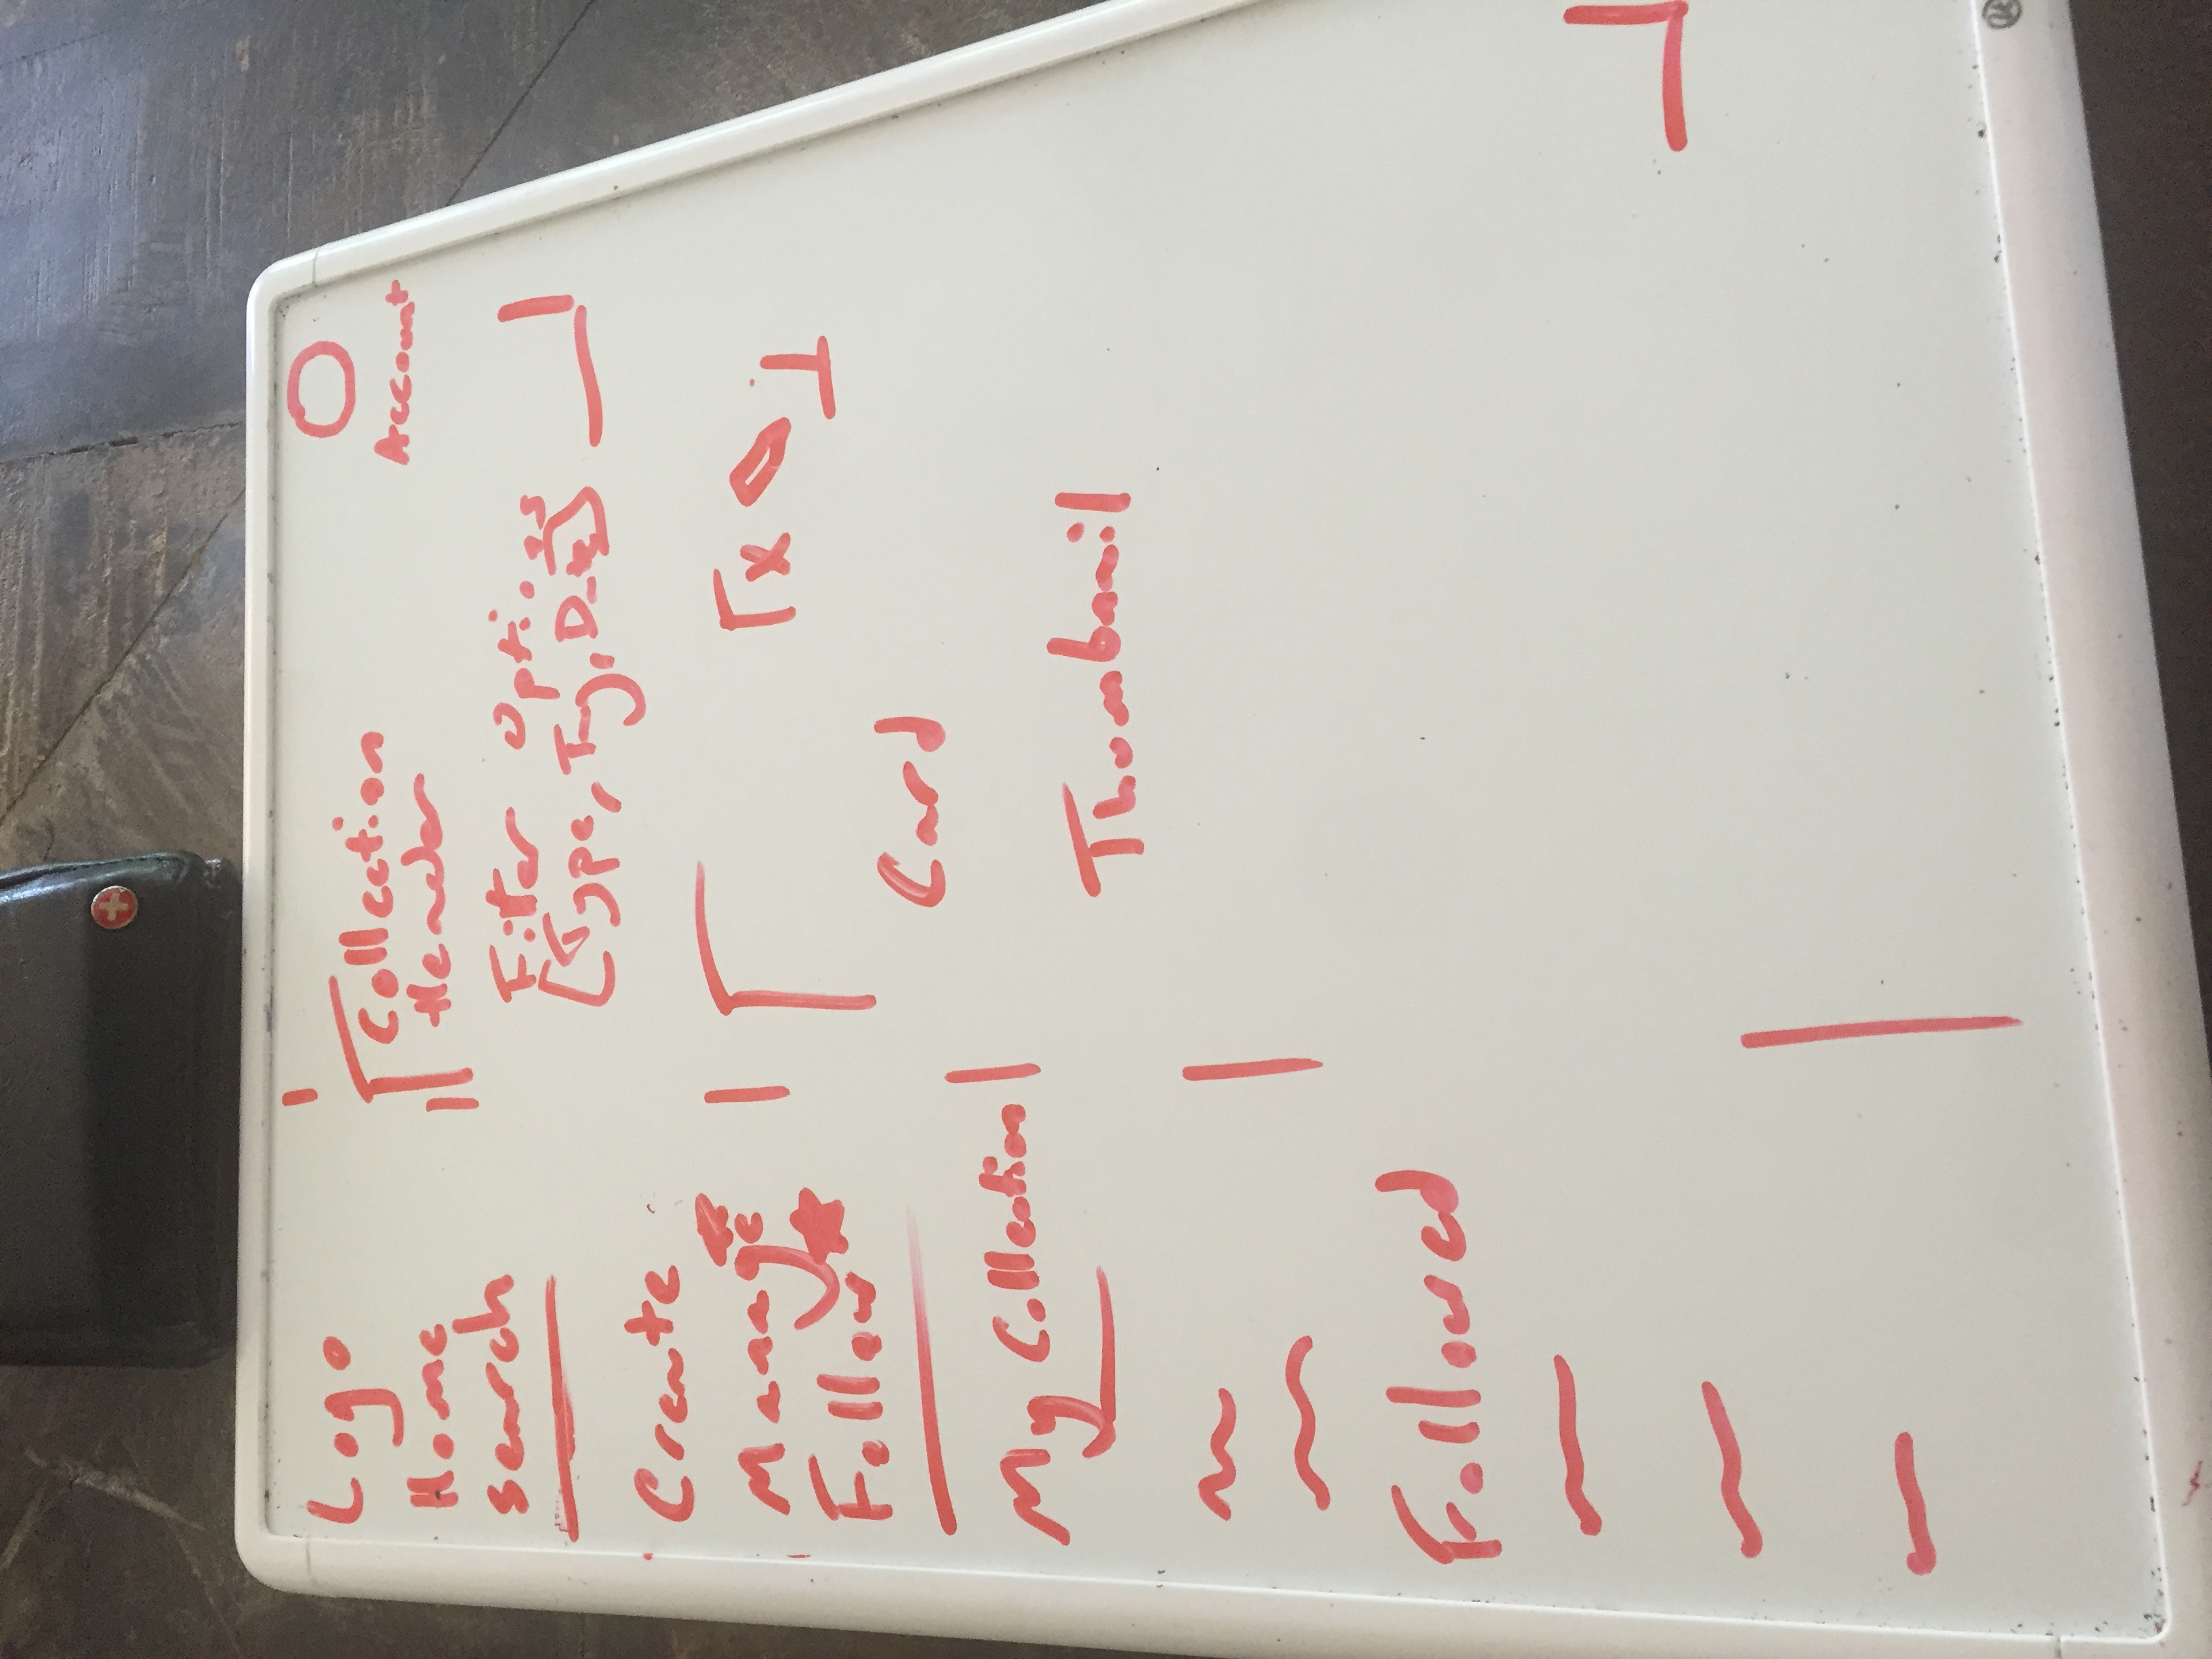 Logo
Home
search
Create
Manage
Follow
My Collection
Followed
Collection
Header
Account
Filter Options
[Type, Tag, Date]
x
Card
Thumbnail